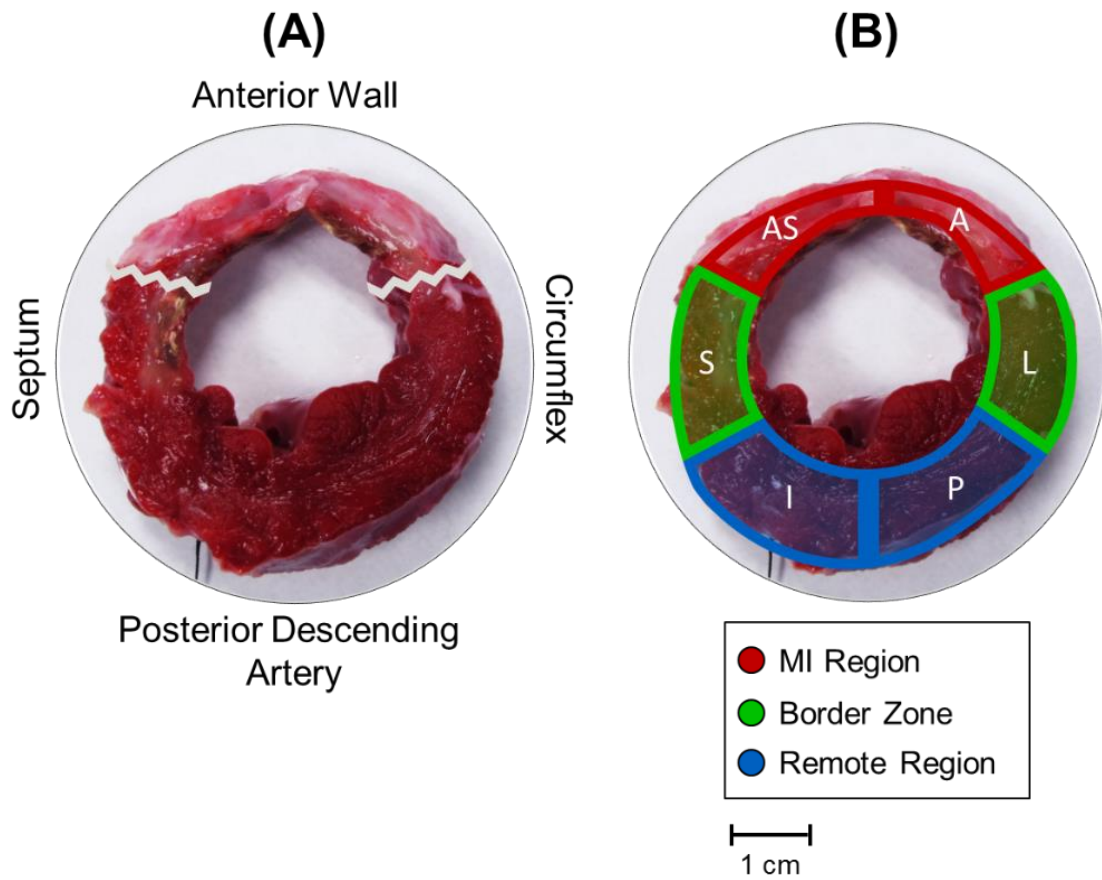 (A)
Anterior Wall
Septum
Circumflex
Posterior Descending
Artery
(B)
AS
A
S
L
I
P
MI Region
Border Zone
Remote Region
1 cm